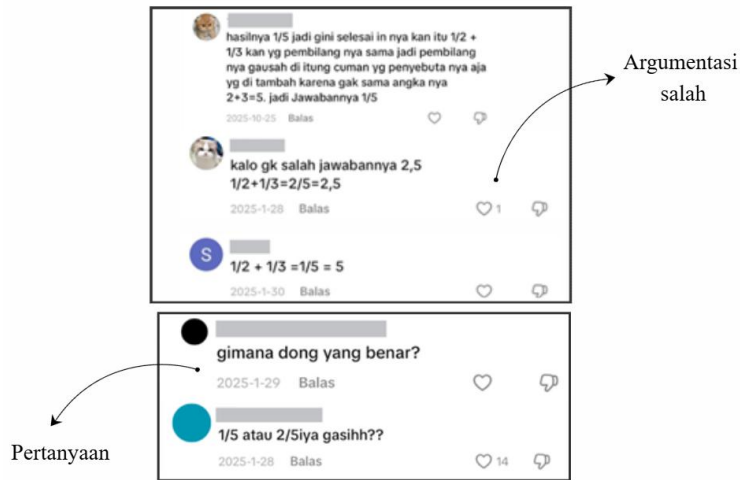 hasilnya 1/5 jadi gini selesai in nya kan itu 1/2 +
1/3 kan yg pembilang nya sama jadi pembilang
nya gausah di itung cuman yg penyebuta nya aja
yg di tambah karena gak sama angka nya
2+3=5. jadi Jawabannya 1/5
2025-10-25 Balas
Argumentasi
salah
kalo gk salah jawabannya 2,5
1/2+1/3=2/5=2,5
2025-1-28 Balas 1
S
1/2 + 1/3 =1/5 = 5
2025-1-30 Balas
gimana dong yang benar?
2025-1-29 Balas
1/5 atau 2/5iya gasihh??
2025-1-28 Balas 14
Pertanyaan